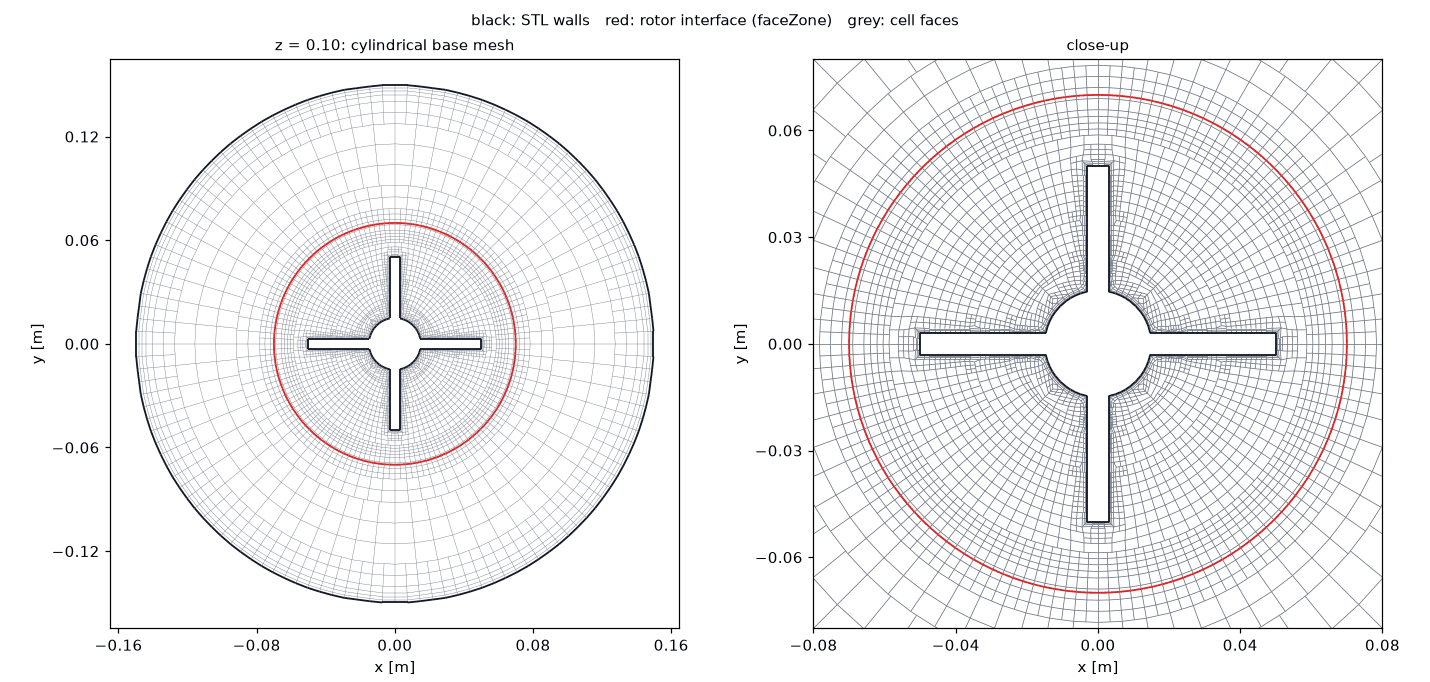 black: STL walls   red: rotor interface (faceZone)   grey: cell faces
z = 0.10: cylindrical base mesh
0.12
0.06
0.00
−0.06
−0.12
y [m]
−0.16
−0.08
0.00
0.08
0.16
x [m]
close-up
0.06
0.03
0.00
−0.03
−0.06
y [m]
−0.08
−0.04
0.00
0.04
0.08
x [m]